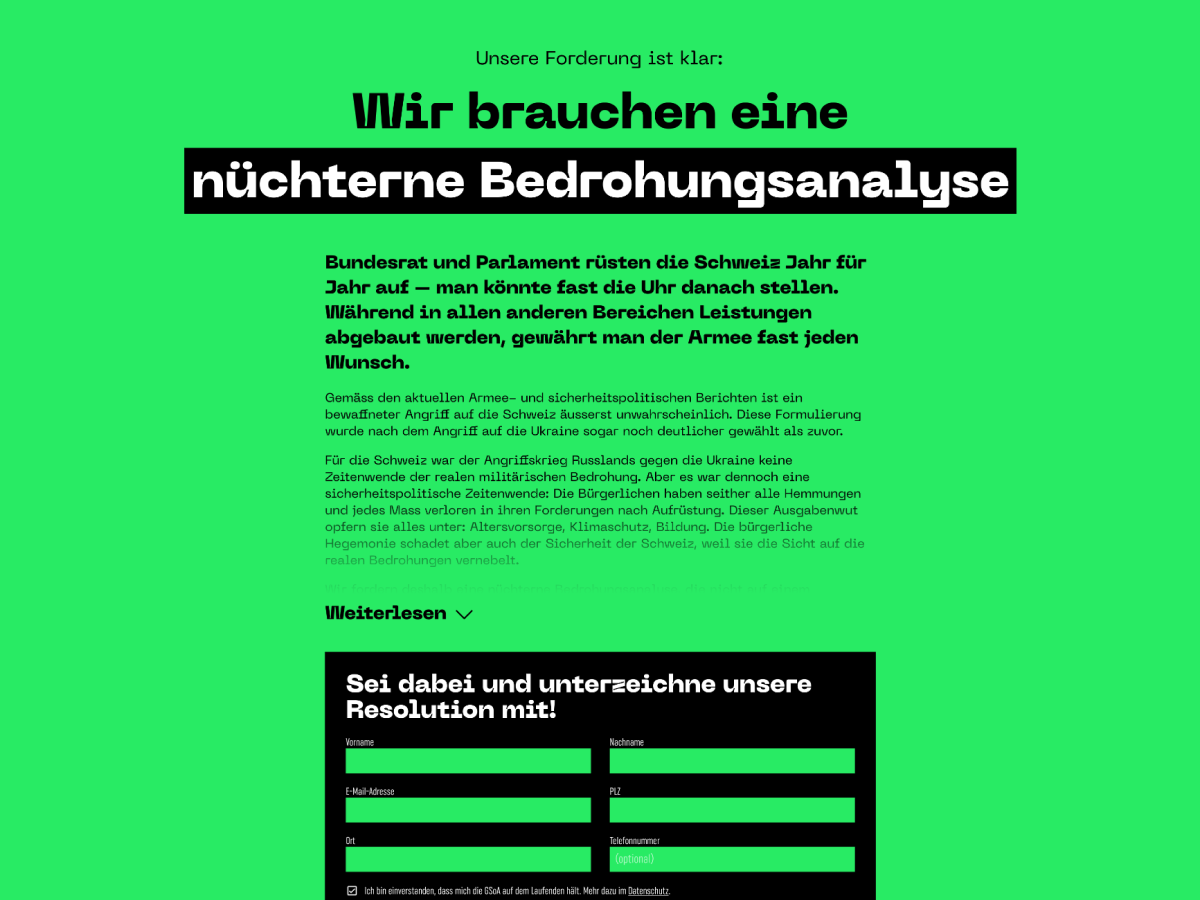 Unsere Forderung ist klar:
Wir brauchen eine
nüchterne Bedrohungsanalyse
Bundesrat und Parlament rüsten die Schweiz Jahr für
Jahr auf – man könnte fast die Uhr danach stellen.
Während in allen anderen Bereichen Leistungen
abgebaut werden, gewährt man der Armee fast jeden
Wunsch.
Gemäss den aktuellen Armee- und sicherheitspolitischen Berichten ist ein
bewaffneter Angriff auf die Schweiz äusserst unwahrscheinlich. Diese Formulierung
wurde nach dem Angriff auf die Ukraine sogar noch deutlicher gewählt als zuvor.
Für die Schweiz war der Angriffskrieg Russlands gegen die Ukraine keine
Zeitenwende der realen militärischen Bedrohung. Aber es war dennoch eine
sicherheitspolitische Zeitenwende: Die Bürgerlichen haben seither alle Hemmungen
und jedes Mass verloren in ihren Forderungen nach Aufrüstung. Dieser Ausgabenwut
opfern sie alles unter: Altersvorsorge, Klimaschutz, Bildung. Die bürgerliche
Hegemonie schadet aber auch der Sicherheit der Schweiz, weil sie die Sicht auf die
realen Bedrohungen vernebelt.
Weiterlesen
Sei dabei und unterzeichne unsere
Resolution mit!
Vorname
Nachname
E-Mail-Adresse
PLZ
Ort
Telefonnummer
(optional)
Ich bin einverstanden, dass mich die GSoA auf dem Laufenden hält. Mehr dazu im Datenschutz.